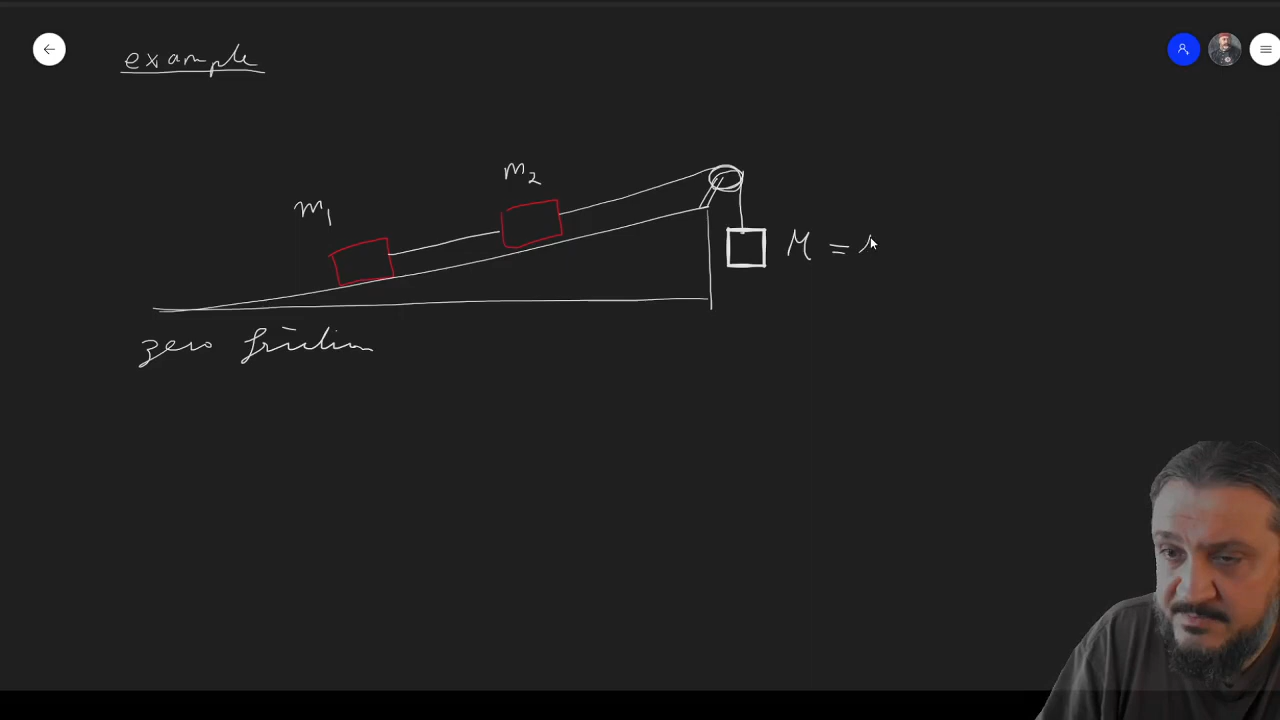 example
m₂
m₁
M =
zero friction